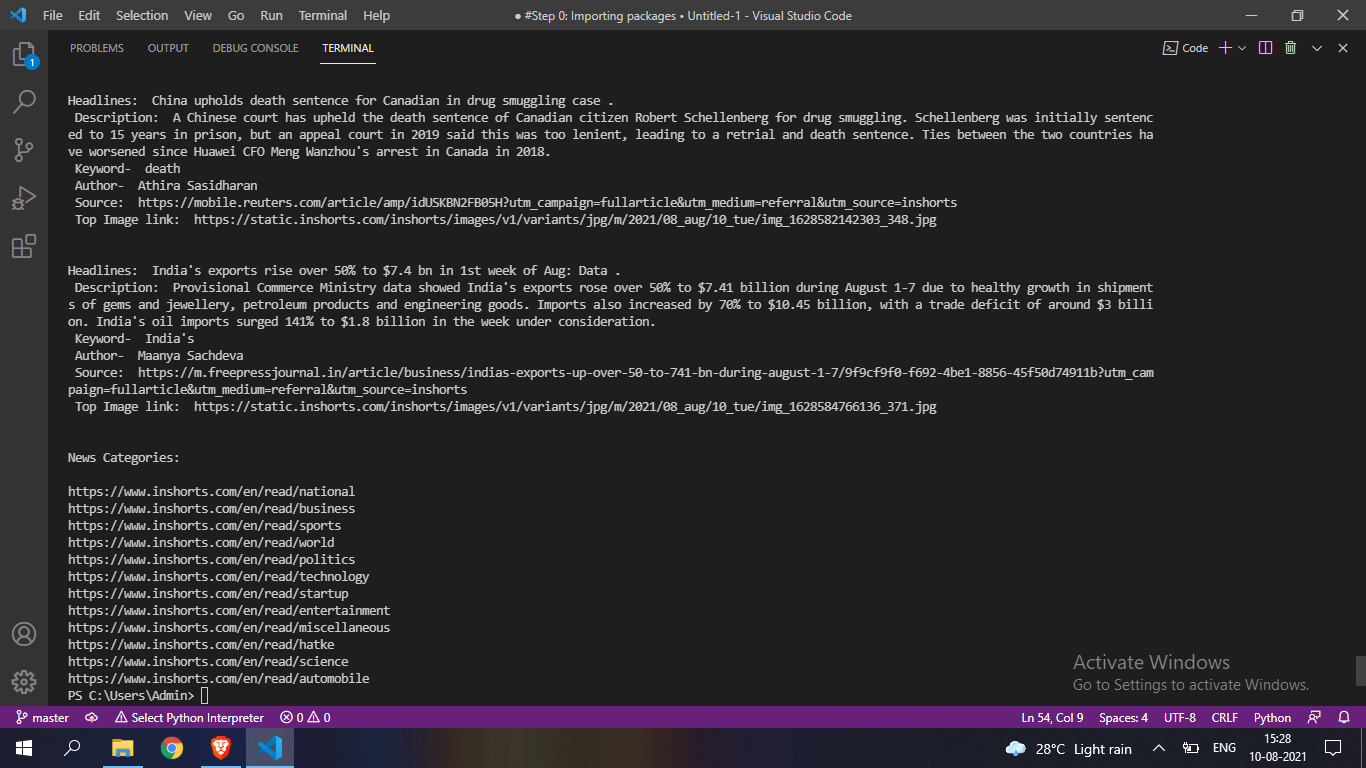 File Edit Selection View Go Run Terminal Help ● #Step 0: Importing packages • Untitled-1 - Visual Studio Code
PROBLEMS OUTPUT DEBUG CONSOLE TERMINAL Code
1
Headlines: China upholds death sentence for Canadian in drug smuggling case .
Description: A Chinese court has upheld the death sentence of Canadian citizen Robert Schellenberg for drug smuggling. Schellenberg was initially sentenc
ed to 15 years in prison, but an appeal court in 2019 said this was too lenient, leading to a retrial and death sentence. Ties between the two countries ha
ve worsened since Huawei CFO Meng Wanzhou's arrest in Canada in 2018.
Keyword- death
Author- Athira Sasidharan
Source: https://mobile.reuters.com/article/amp/idUSKBN2FB05H?utm_campaign=fullarticle&utm_medium=referral&utm_source=inshorts
Top Image link: https://static.inshorts.com/inshorts/images/v1/variants/jpg/m/2021/08_aug/10_tue/img_1628582142303_348.jpg
Headlines: India's exports rise over 50% to $7.4 bn in 1st week of Aug: Data .
Description: Provisional Commerce Ministry data showed India's exports rose over 50% to $7.41 billion during August 1-7 due to healthy growth in shipment
s of gems and jewellery, petroleum products and engineering goods. Imports also increased by 70% to $10.45 billion, with a trade deficit of around $3 billi
on. India's oil imports surged 141% to $1.8 billion in the week under consideration.
Keyword- India's
Author- Maanya Sachdeva
Source: https://m.freepressjournal.in/article/business/indias-exports-up-over-50-to-741-bn-during-august-1-7/9f9cf9f0-f692-4be1-8856-45f50d74911b?utm_cam
paign=fullarticle&utm_medium=referral&utm_source=inshorts
Top Image link: https://static.inshorts.com/inshorts/images/v1/variants/jpg/m/2021/08_aug/10_tue/img_1628584766136_371.jpg
News Categories:
https://www.inshorts.com/en/read/national
https://www.inshorts.com/en/read/business
https://www.inshorts.com/en/read/sports
https://www.inshorts.com/en/read/world
https://www.inshorts.com/en/read/politics
https://www.inshorts.com/en/read/technology
https://www.inshorts.com/en/read/startup
https://www.inshorts.com/en/read/entertainment
https://www.inshorts.com/en/read/miscellaneous
https://www.inshorts.com/en/read/hatke
https://www.inshorts.com/en/read/science
https://www.inshorts.com/en/read/automobile
PS C:\Users\Admin>
Activate Windows
Go to Settings to activate Windows.
master Select Python Interpreter 0 0 Ln 54, Col 9 Spaces: 4 UTF-8 CRLF Python
28°C Light rain ENG 15:28
10-08-2021